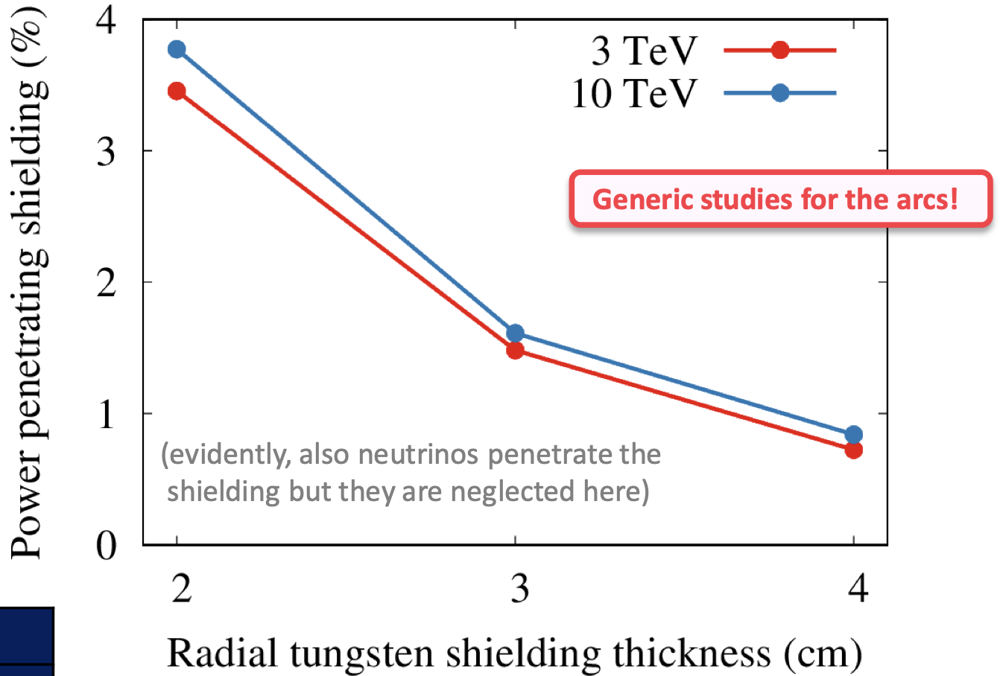 Power penetrating shielding (%)
4
3
2
1
0
3 TeV
10 TeV
Generic studies for the arcs!
(evidently, also neutrinos penetrate the
shielding but they are neglected here)
2 3 4
Radial tungsten shielding thickness (cm)